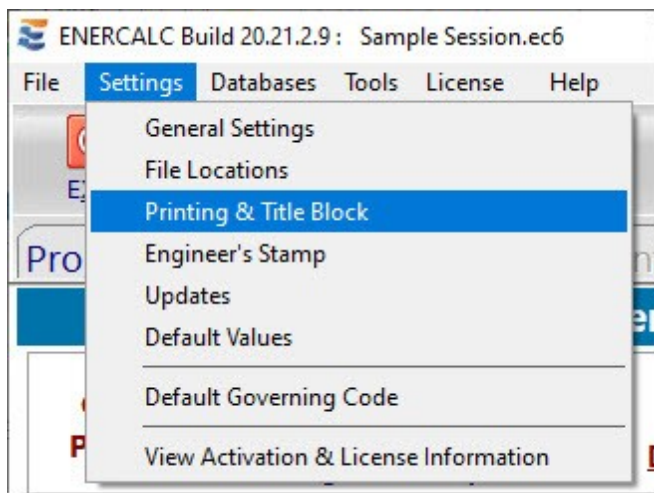 ENERCALC Build 20.21.2.9 : Sample Session.ec6
File Settings Databases Tools License Help
General Settings
File Locations
Printing & Title Block
Engineer's Stamp
Updates
Default Values
Default Governing Code
View Activation & License Information